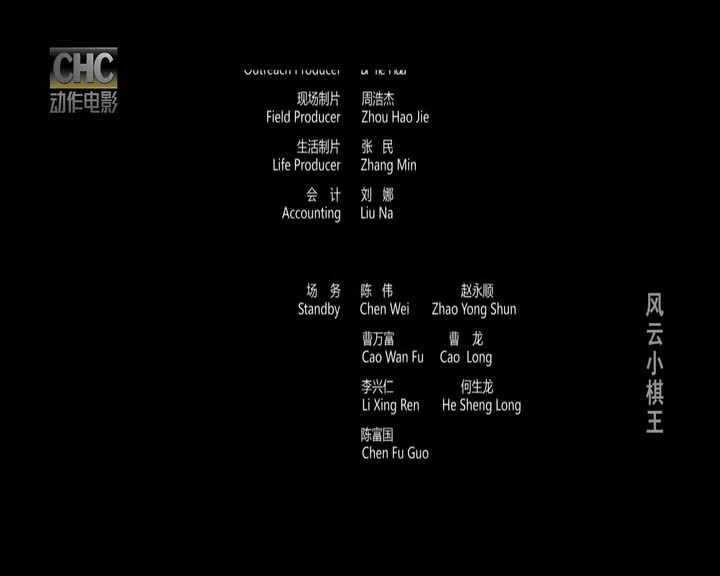 CHC
动作电影
Outreach Producer
现场制片 周浩杰
Field Producer Zhou Hao Jie
生活制片 张 民
Life Producer Zhang Min
会 计 刘 娜
Accounting Liu Na
场 务 陈 伟 赵永顺
Standby Chen Wei Zhao Yong Shun
曹万富 曹 龙
Cao Wan Fu Cao Long
李兴仁 何生龙
Li Xing Ren He Sheng Long
陈富国
Chen Fu Guo
风云小棋王